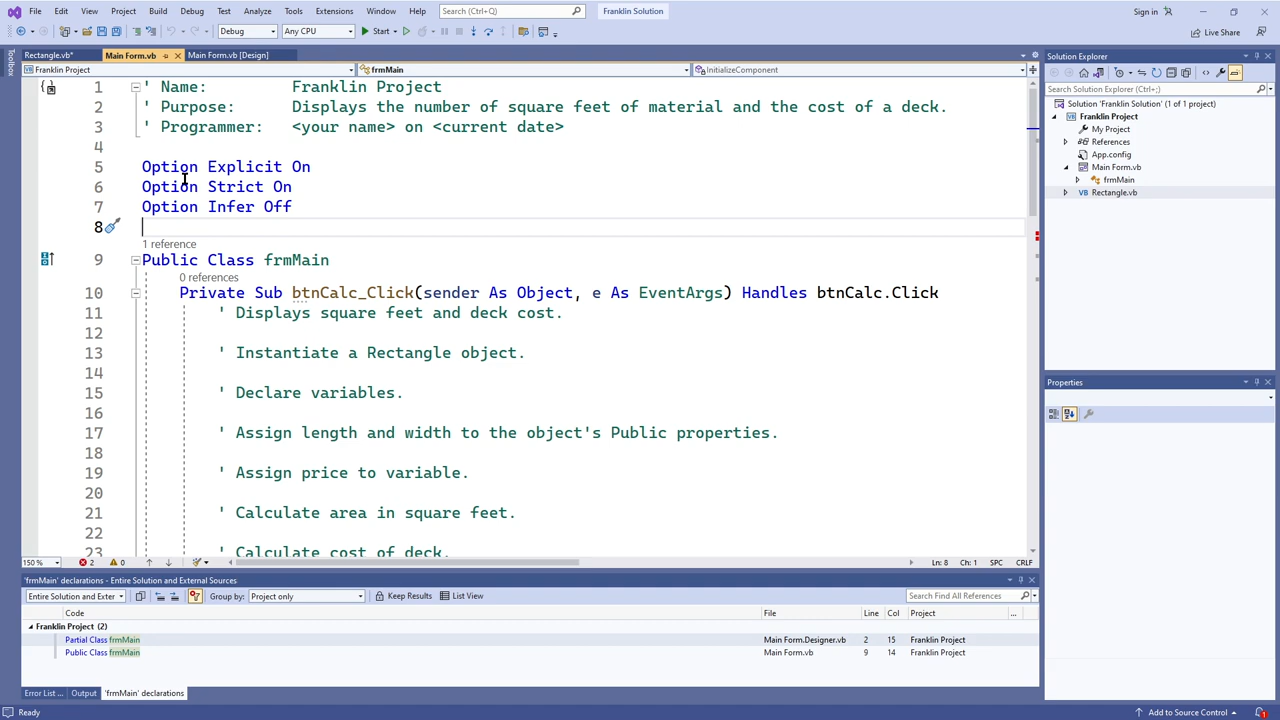 File Edit View Project Build Debug Test Analyze Tools Extensions Window Help Search (Ctrl+Q) Franklin Solution Sign in
Debug Any CPU Start Live Share
Rectangle.vb* Main Form.vb Main Form.vb [Design]
Franklin Project frmMain InitializeComponent
1 ' Name: Franklin Project
2 ' Purpose: Displays the number of square feet of material and the cost of a deck.
3 ' Programmer: <your name> on <current date>
4
5 Option Explicit On
6 Option Strict On
7 Option Infer Off
8
1 reference
9 Public Class frmMain
0 references
10 Private Sub btnCalc_Click(sender As Object, e As EventArgs) Handles btnCalc.Click
11 ' Displays square feet and deck cost.
12
13 ' Instantiate a Rectangle object.
14
15 ' Declare variables.
16
17 ' Assign length and width to the object's Public properties.
18
19 ' Assign price to variable.
20
21 ' Calculate area in square feet.
22
23 ' Calculate cost of deck.
150 % 2 0 Ln: 8 Ch: 1 SPC CRLF
'frmMain' declarations - Entire Solution and External Sources
Entire Solution and Exter Group by: Project only Keep Results List View Search Find All References
Code File Line Col Project ...
Franklin Project (2)
Partial Class frmMain Main Form.Designer.vb 2 15 Franklin Project
Public Class frmMain Main Form.vb 9 14 Franklin Project
Error List ... Output 'frmMain' declarations
Ready Add to Source Control 1
Toolbox
Solution Explorer
Search Solution Explorer (Ctrl+;)
Solution 'Franklin Solution' (1 of 1 project)
Franklin Project
My Project
References
App.config
Main Form.vb
frmMain
Rectangle.vb
Properties